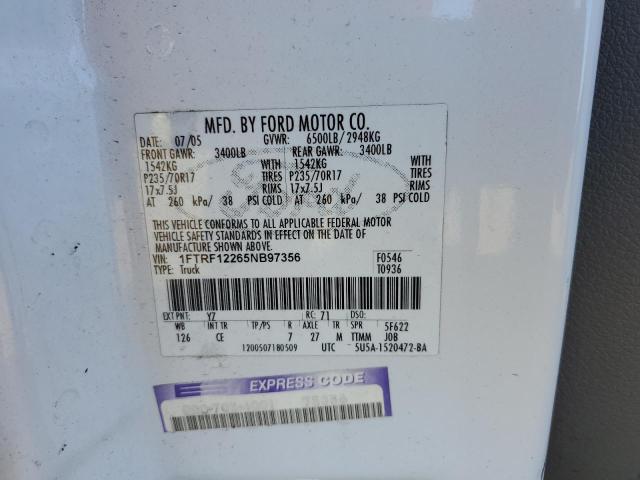 MFD. BY FORD MOTOR CO.
DATE: 07/05 GVWR: 6500LB/2948KG
FRONT GAWR: 3400LB REAR GAWR: 3400LB
1542KG WITH 1542KG WITH
P235/70R17 TIRES P235/70R17 TIRES
17x7.5J RIMS 17x7.5J RIMS
AT 260 kPa/ 38 PSI COLD AT 260 kPa/ 38 PSI COLD
THIS VEHICLE CONFORMS TO ALL APPLICABLE FEDERAL MOTOR
VEHICLE SAFETY STANDARDS IN EFFECT ON THE DATE OF
MANUFACTURE SHOWN ABOVE.
VIN: 1FTRF12265NB97356 F0546
TYPE: Truck T0936
EXT PNT: YZ RC: 71 DSO:
WB INT TR TP/PS R AXLE TR SPR 5F622
126 CE 7 27 M TTMM JOB
1200507180509 UTC 5U5A-1520472-BA
Ford
EXPRESS CODE